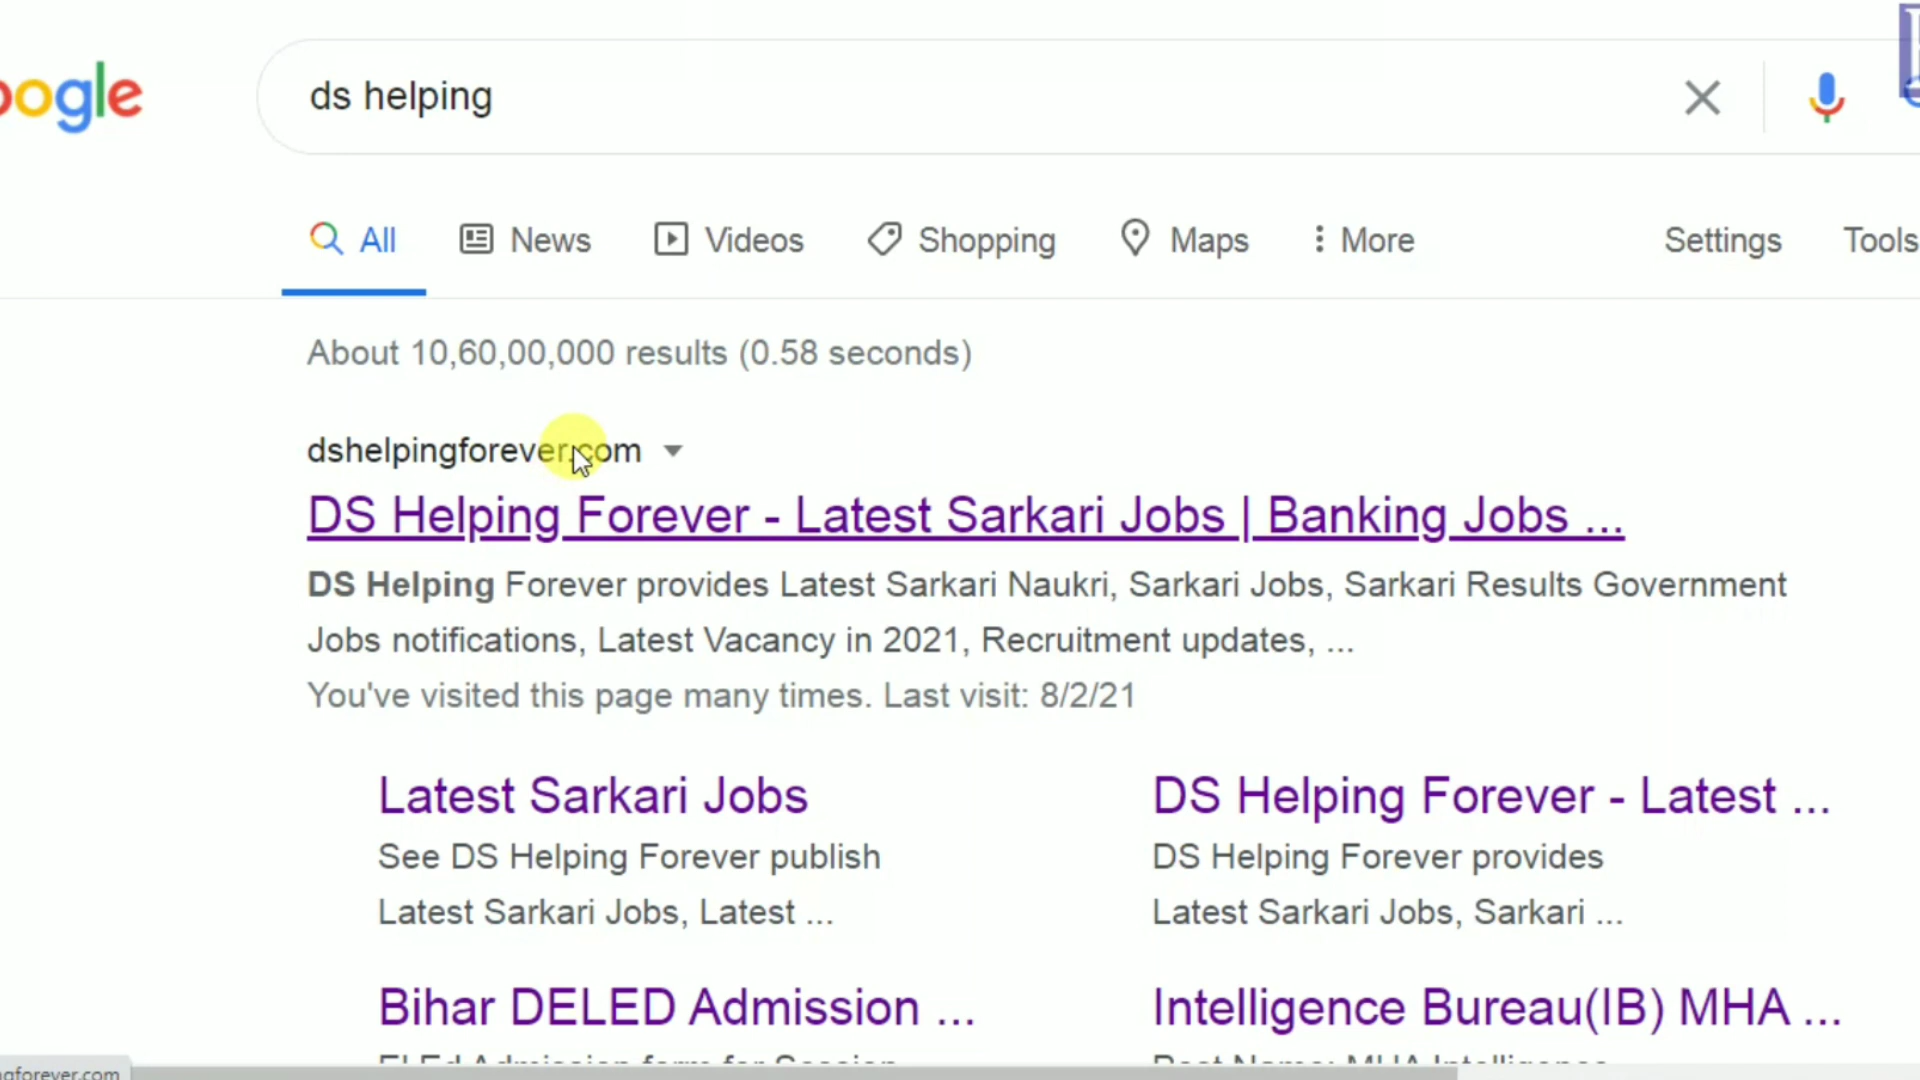 oogle
ds helping
All News Videos Shopping Maps More Settings Tools
About 10,60,00,000 results (0.58 seconds)
dshelpingforever.com
DS Helping Forever - Latest Sarkari Jobs | Banking Jobs ...
DS Helping Forever provides Latest Sarkari Naukri, Sarkari Jobs, Sarkari Results Government
Jobs notifications, Latest Vacancy in 2021, Recruitment updates, ...
You've visited this page many times. Last visit: 8/2/21
Latest Sarkari Jobs
See DS Helping Forever publish
Latest Sarkari Jobs, Latest ...
DS Helping Forever - Latest ...
DS Helping Forever provides
Latest Sarkari Jobs, Sarkari ...
Bihar DELED Admission ...
Intelligence Bureau(IB) MHA ...
gforever.com